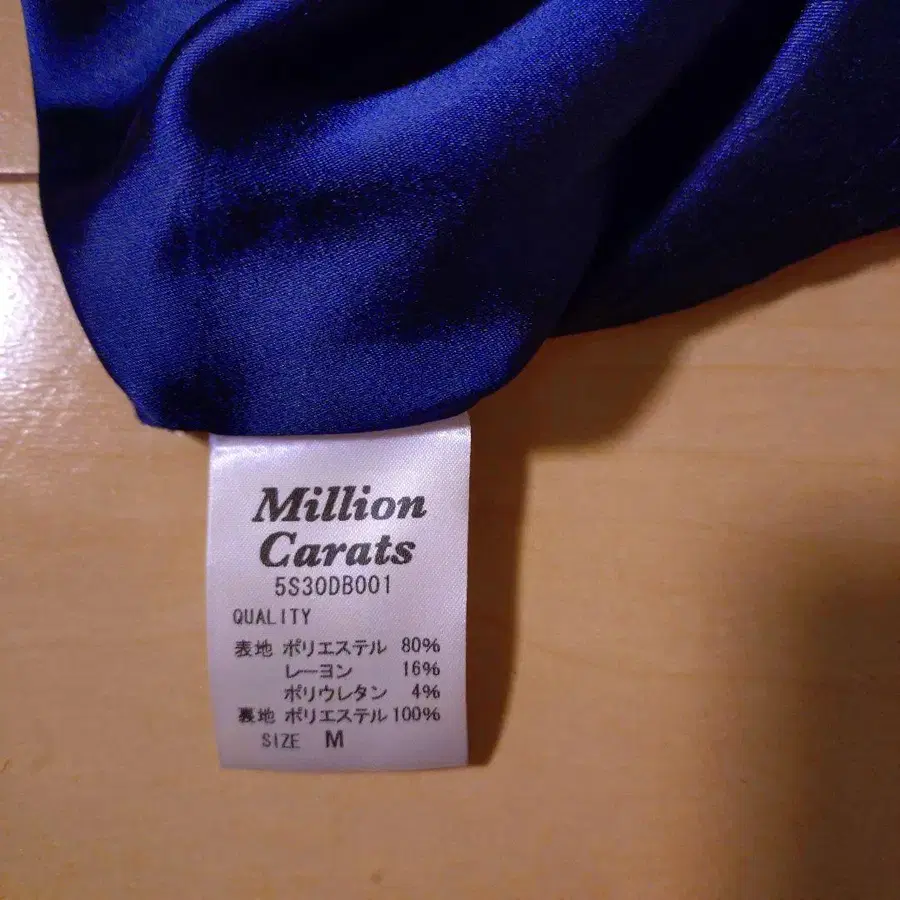 Million
Carats
5S30DB001
QUALITY
表地 ポリエステル 80%
レーヨン 16%
ポリウレタン 4%
裏地 ポリエステル 100%
SIZE M